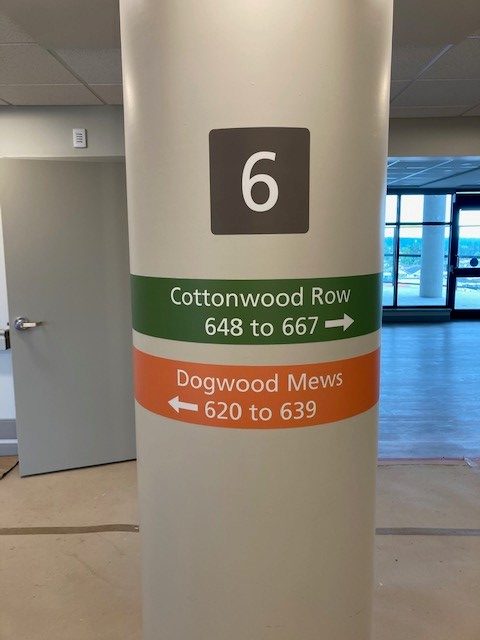 6
Cottonwood Row
648 to 667 →
Dogwood Mews
← 620 to 639